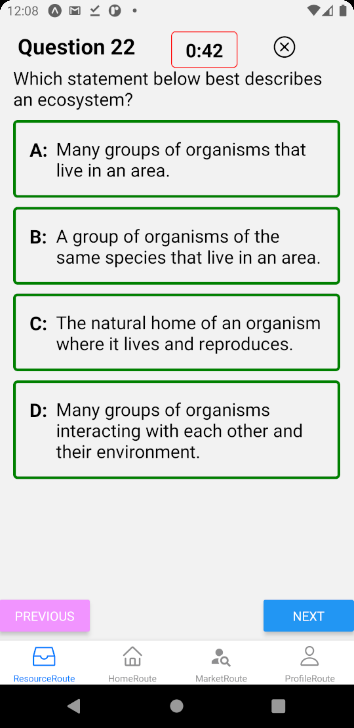 12:08
Question 22
0:42
Which statement below best describes
an ecosystem?
A: Many groups of organisms that
live in an area.
B: A group of organisms of the
same species that live in an area.
C: The natural home of an organism
where it lives and reproduces.
D: Many groups of organisms
interacting with each other and
their environment.
PREVIOUS
NEXT
ResourceRoute
HomeRoute
MarketRoute
ProfileRoute